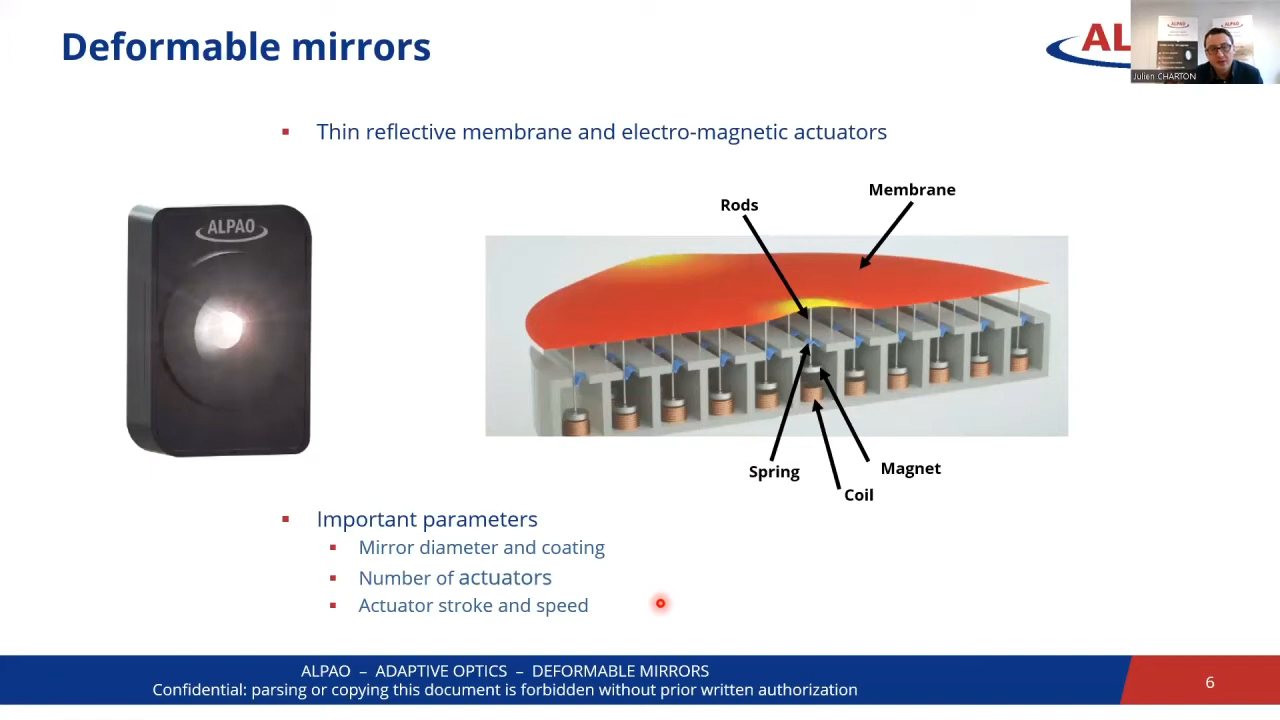 Deformable mirrors
AL
ALPAO
ALPAO
Julien CHARTON
▪ Thin reflective membrane and electro-magnetic actuators
Membrane
Rods
ALPAO
Spring
Magnet
Coil
▪ Important parameters
▪ Mirror diameter and coating
▪ Number of actuators
▪ Actuator stroke and speed
ALPAO – ADAPTIVE OPTICS – DEFORMABLE MIRRORS
Confidential: parsing or copying this document is forbidden without prior written authorization
6